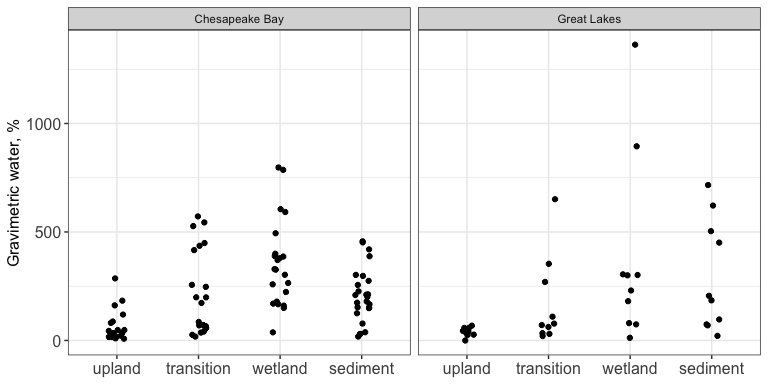 Chesapeake Bay
Great Lakes
Gravimetric water, %
1000
500
0
upland transition wetland sediment
upland transition wetland sediment